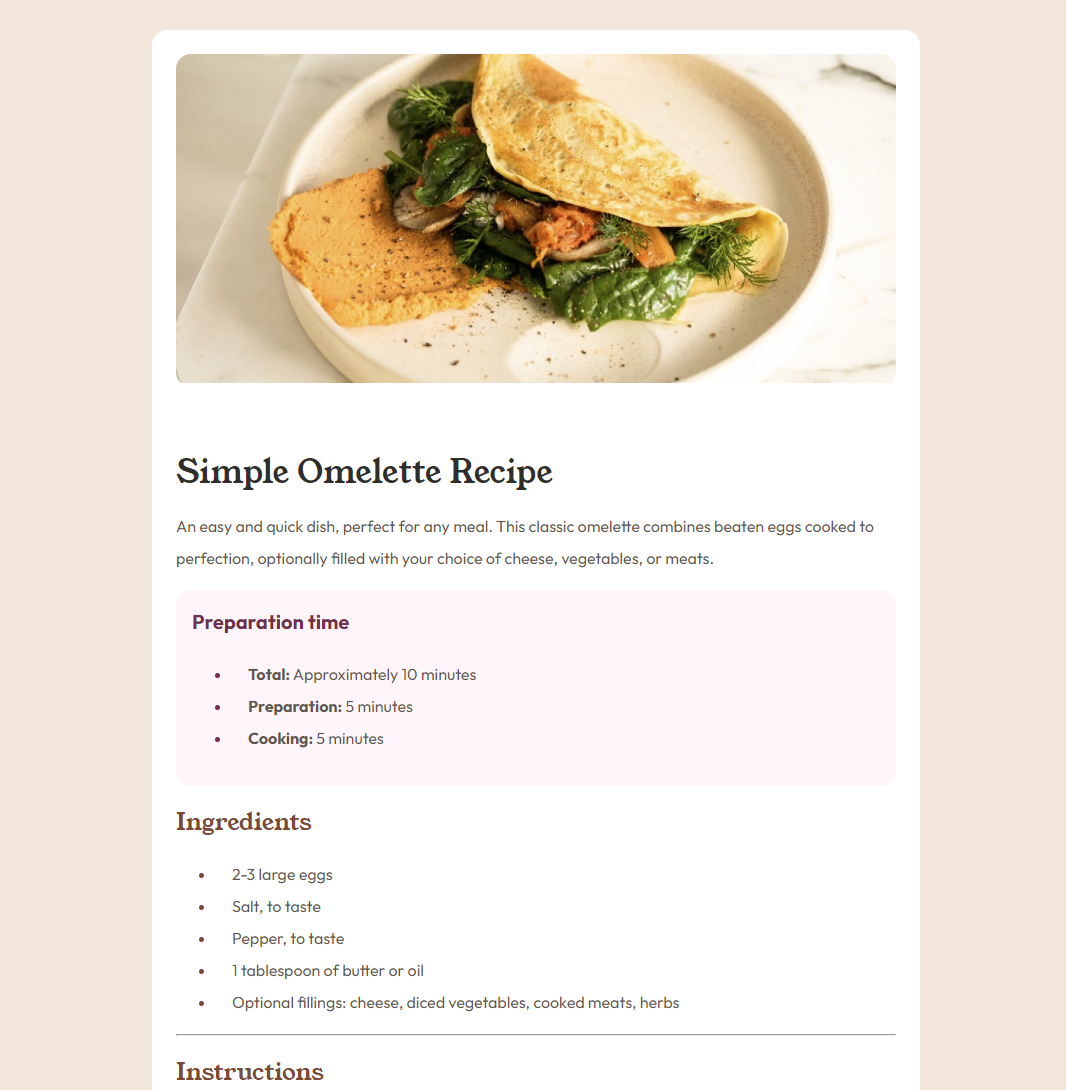 Simple Omelette Recipe
An easy and quick dish, perfect for any meal. This classic omelette combines beaten eggs cooked to
perfection, optionally filled with your choice of cheese, vegetables, or meats.
Preparation time
• Total: Approximately 10 minutes
• Preparation: 5 minutes
• Cooking: 5 minutes
Ingredients
• 2-3 large eggs
• Salt, to taste
• Pepper, to taste
• 1 tablespoon of butter or oil
• Optional fillings: cheese, diced vegetables, cooked meats, herbs
Instructions